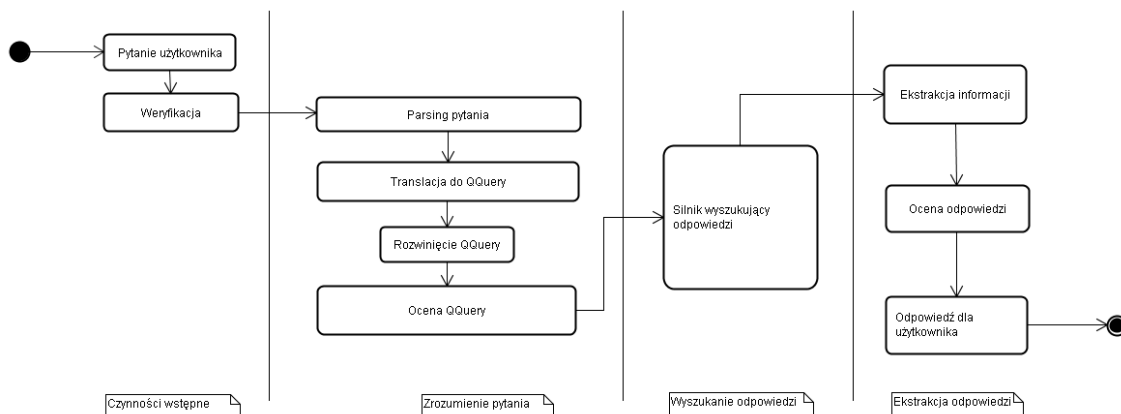 Pytanie użytkownika
Weryfikacja
Parsing pytania
Translacja do QQuery
Rozwinięcie QQuery
Ocena QQuery
Silnik wyszukujący
odpowiedzi
Ekstrakcja informacji
Ocena odpowiedzi
Odpowiedź dla
użytkownika
Czynności wstępne
Zrozumienie pytania
Wyszukanie odpowiedzi
Ekstrakcja odpowiedzi